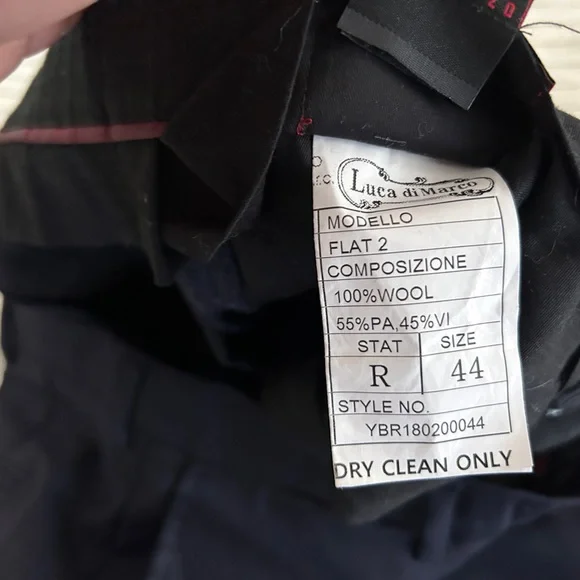 Luca di Marco
MODELLO
FLAT 2
COMPOSIZIONE
100%WOOL
55%PA,45%VI
STAT SIZE
R 44
STYLE NO.
YBR180200044
DRY CLEAN ONLY